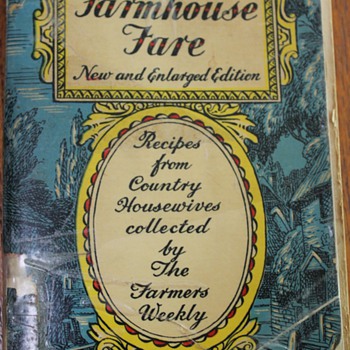 Farmhouse
Fare
New and Enlarged Edition
Recipes
from
Country
Housewives
collected
by
The
Farmers
Weekly